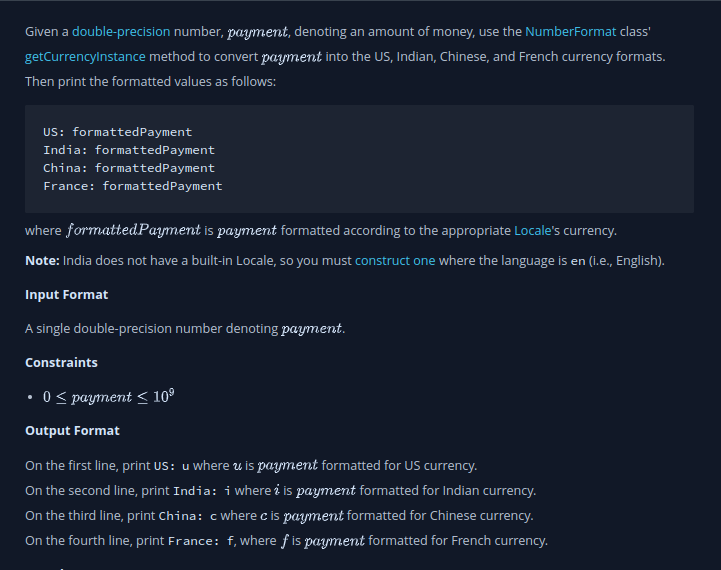 Given a double-precision number, payment, denoting an amount of money, use the NumberFormat class'
getCurrencyInstance method to convert payment into the US, Indian, Chinese, and French currency formats.
Then print the formatted values as follows:
US: formattedPayment
India: formattedPayment
China: formattedPayment
France: formattedPayment
where formattedPayment is payment formatted according to the appropriate Locale's currency.
Note: India does not have a built-in Locale, so you must construct one where the language is en (i.e., English).
Input Format
A single double-precision number denoting payment.
Constraints
• 0 ≤ payment ≤ 10⁹
Output Format
On the first line, print US: u where u is payment formatted for US currency.
On the second line, print India: i where i is payment formatted for Indian currency.
On the third line, print China: c where c is payment formatted for Chinese currency.
On the fourth line, print France: f, where f is payment formatted for French currency.